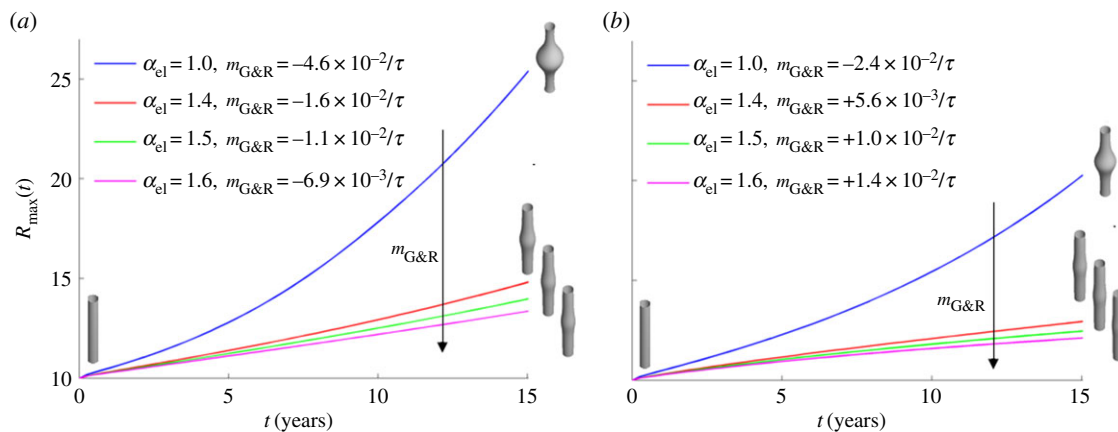 (a)
α_el = 1.0, m_G&R = –4.6 × 10⁻²/τ
α_el = 1.4, m_G&R = –1.6 × 10⁻²/τ
α_el = 1.5, m_G&R = –1.1 × 10⁻²/τ
α_el = 1.6, m_G&R = –6.9 × 10⁻³/τ
25
20
15
10
R_max(t)
m_G&R
0
5
10
15
t (years)
(b)
α_el = 1.0, m_G&R = –2.4 × 10⁻²/τ
α_el = 1.4, m_G&R = +5.6 × 10⁻³/τ
α_el = 1.5, m_G&R = +1.0 × 10⁻²/τ
α_el = 1.6, m_G&R = +1.4 × 10⁻²/τ
m_G&R
0
5
10
15
t (years)